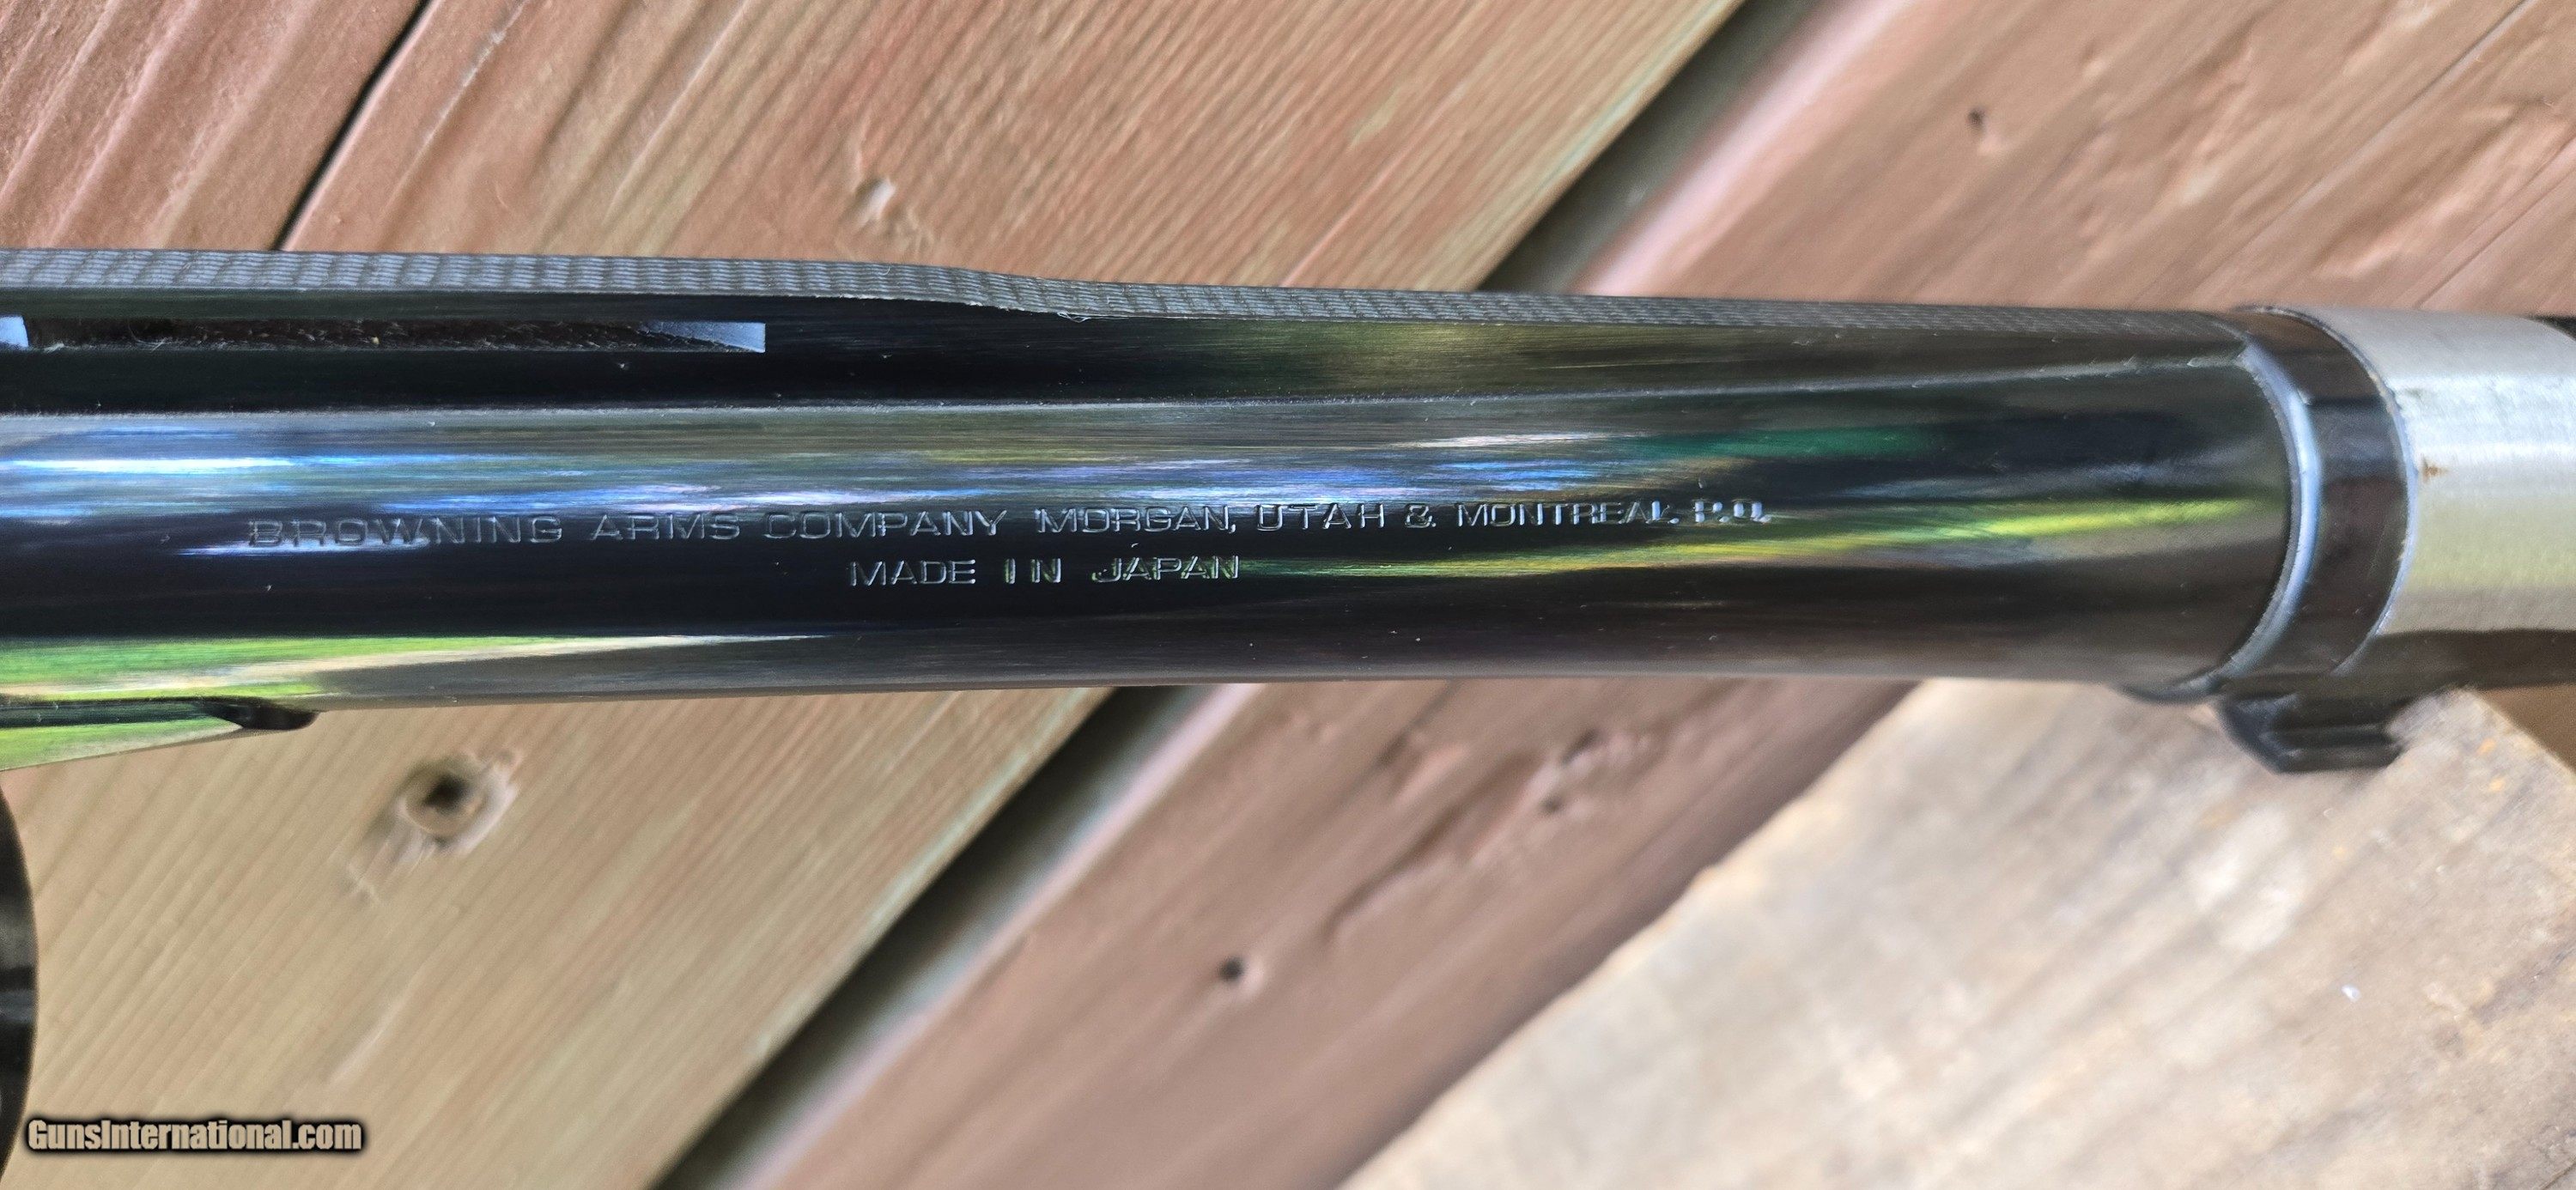 BROWNING ARMS COMPANY MORGAN, UTAH & MONTREAL P.Q.
MADE IN JAPAN
GunsInternational.com